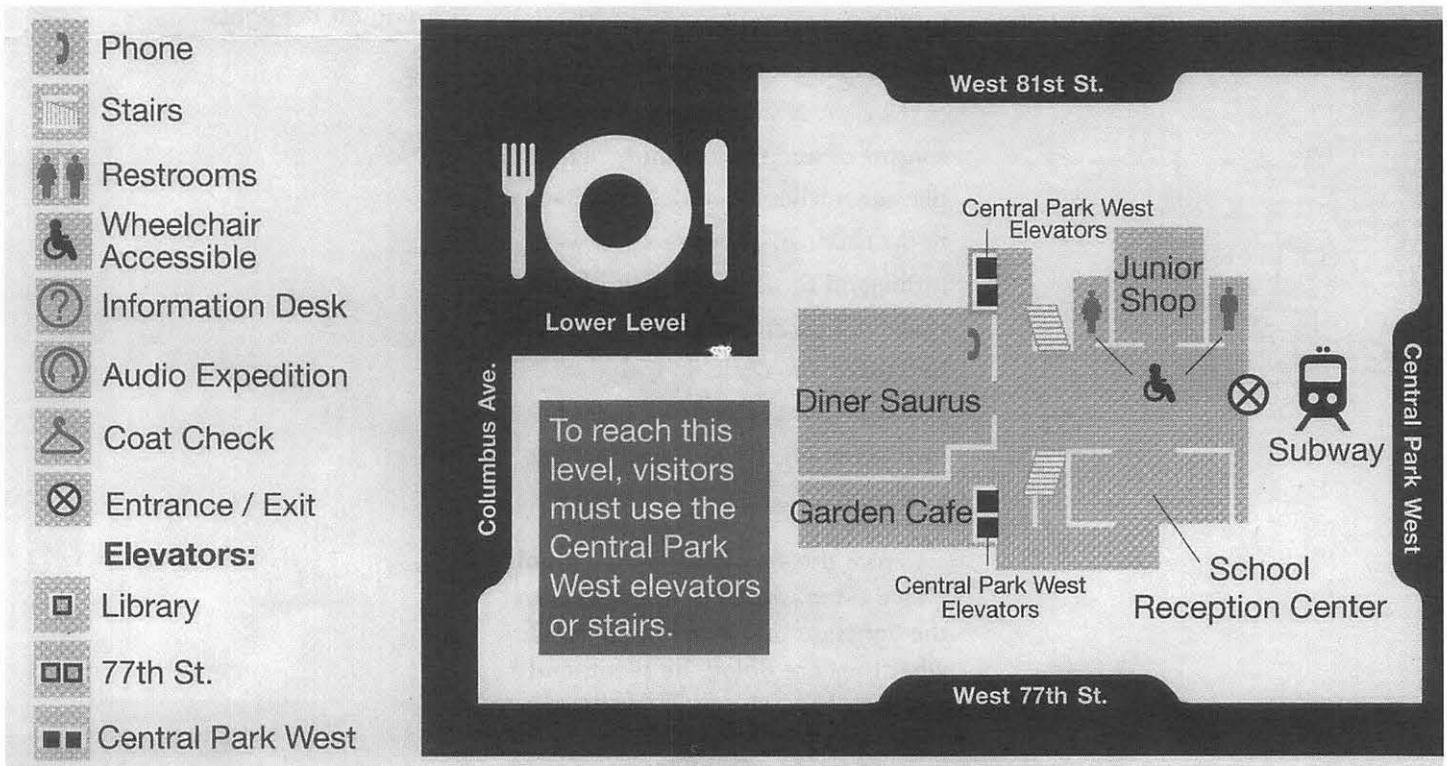 Phone
Stairs
Restrooms
Wheelchair
Accessible
Information Desk
Audio Expedition
Coat Check
Entrance / Exit
Elevators:
Library
77th St.
Central Park West
West 81st St.
Lower Level
Columbus Ave.
To reach this
level, visitors
must use the
Central Park
West elevators
or stairs.
Central Park West
Elevators
Junior
Shop
Diner Saurus
Subway
Central Park West
Garden Cafe
Central Park West
Elevators
School
Reception Center
West 77th St.